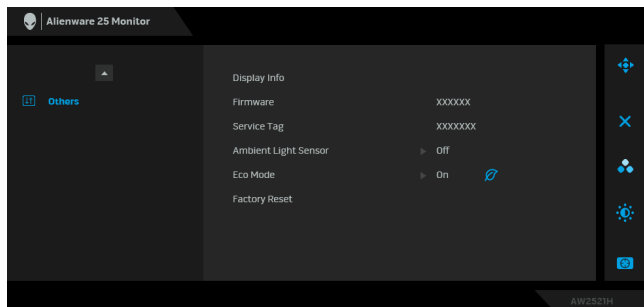 Alienware 25 Monitor
Others
Display Info
Firmware XXXXXX
Service Tag XXXXXXX
Ambient Light Sensor Off
Eco Mode On
Factory Reset
AW2521H